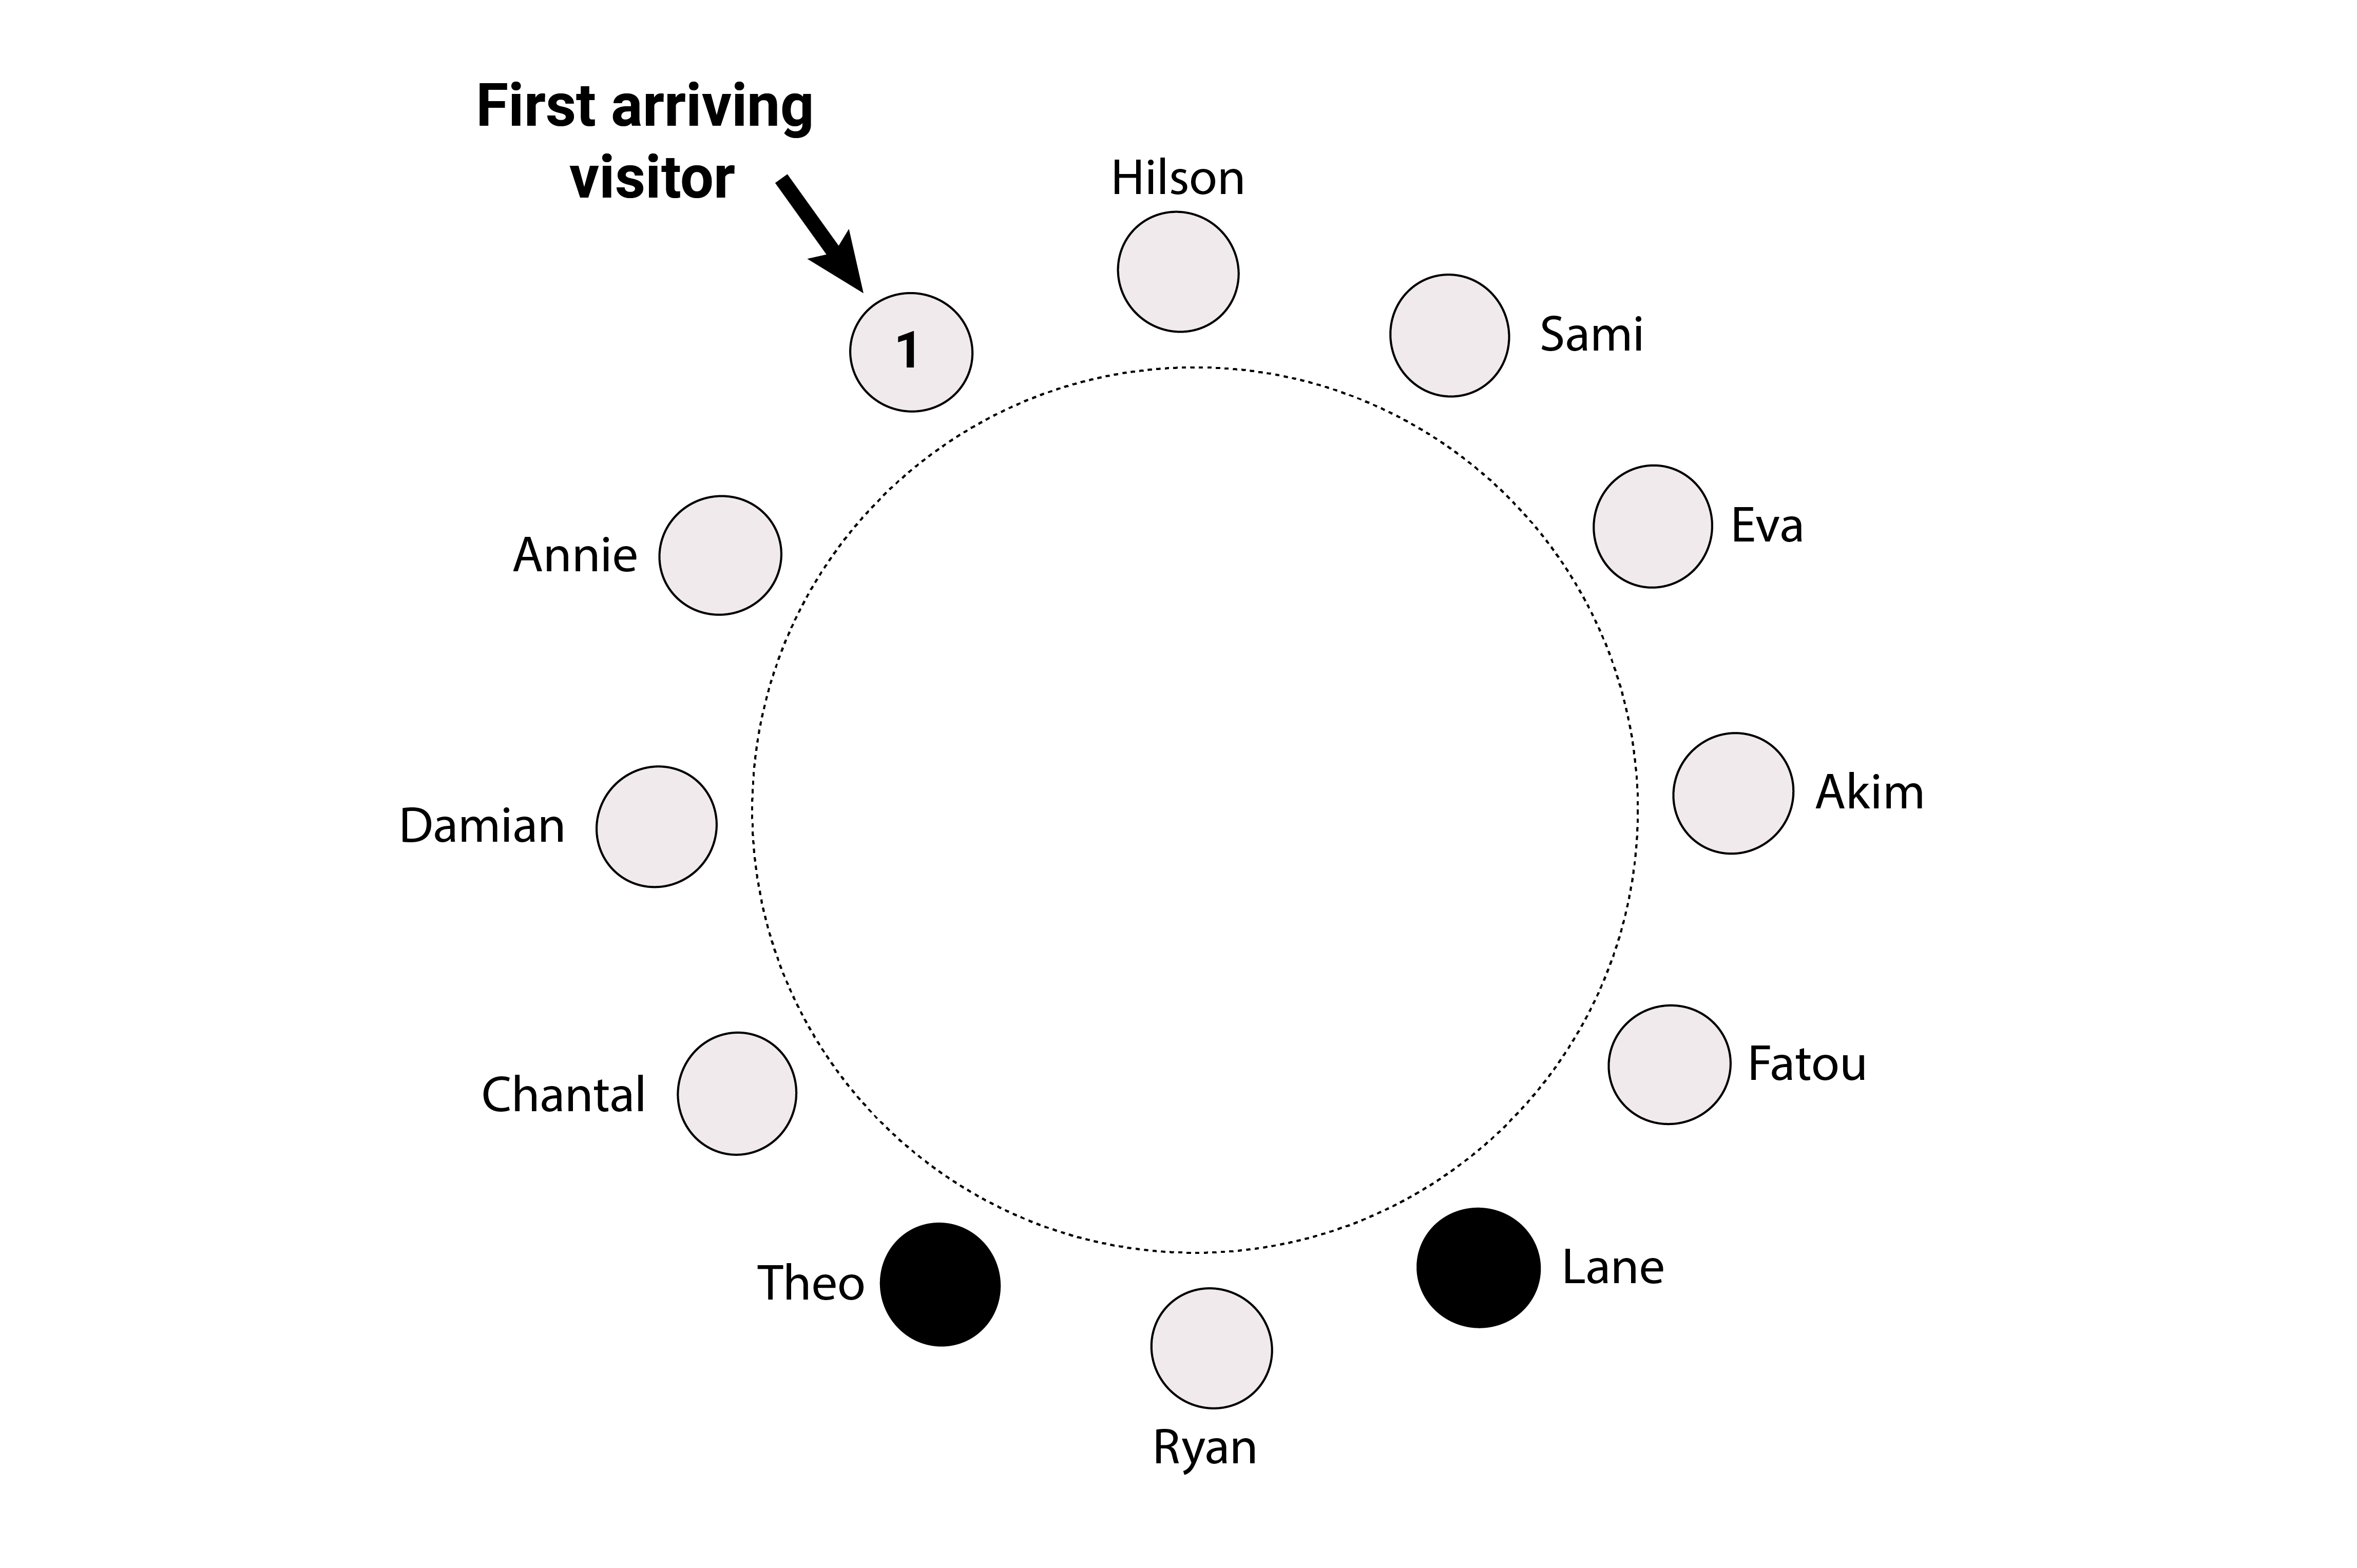 First arriving
visitor
Hilson
1
Sami
Eva
Annie
Akim
Damian
Fatou
Chantal
Lane
Theo
Ryan